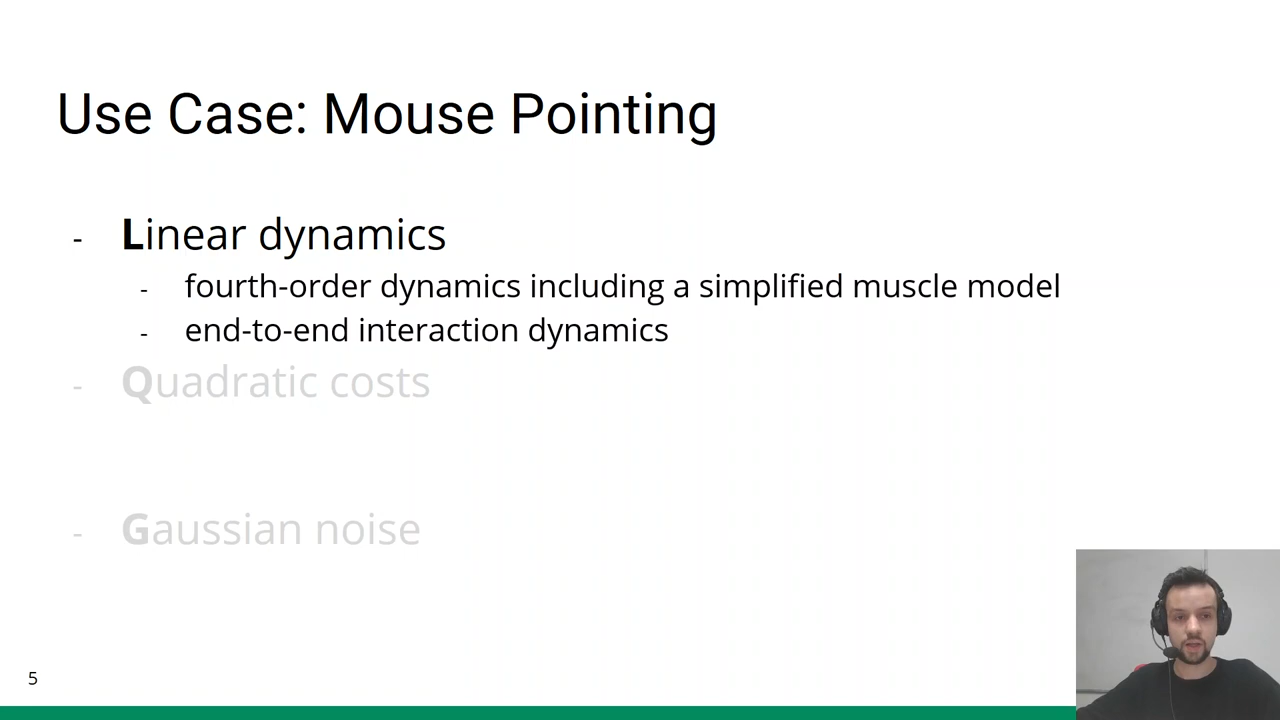 Use Case: Mouse Pointing
- Linear dynamics
- fourth-order dynamics including a simplified muscle model
- end-to-end interaction dynamics
- Quadratic costs
- Gaussian noise
5